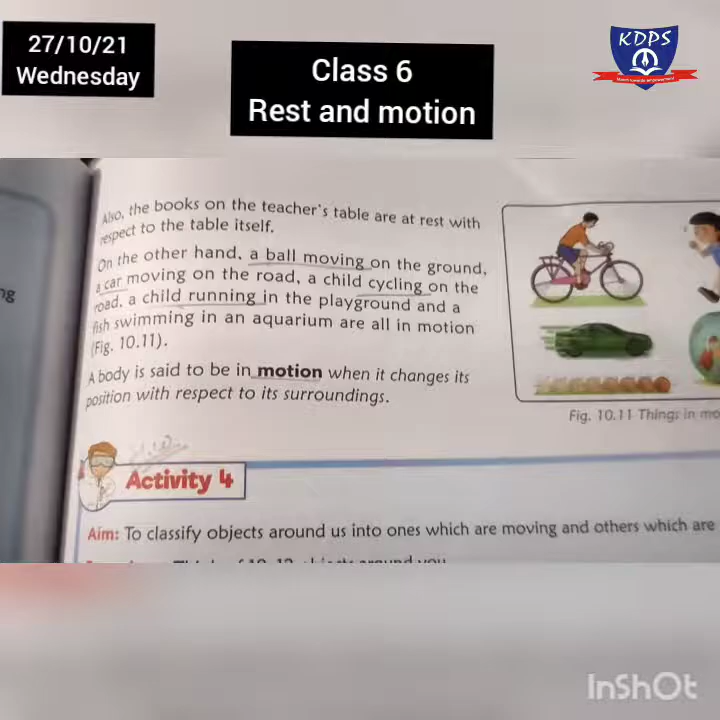 27/10/21
Wednesday
Class 6
Rest and motion
KDPS
ng
Also, the books on the teacher's table are at rest with
respect to the table itself.
On the other hand, a ball moving on the ground,
a car moving on the road, a child cycling on the
road, a child running in the playground and a
fish swimming in an aquarium are all in motion
(Fig. 10.11).
A body is said to be in motion when it changes its
position with respect to its surroundings.
Fig. 10.11 Things in mo
Activity 4
Aim: To classify objects around us into ones which are moving and others which are
InShOt